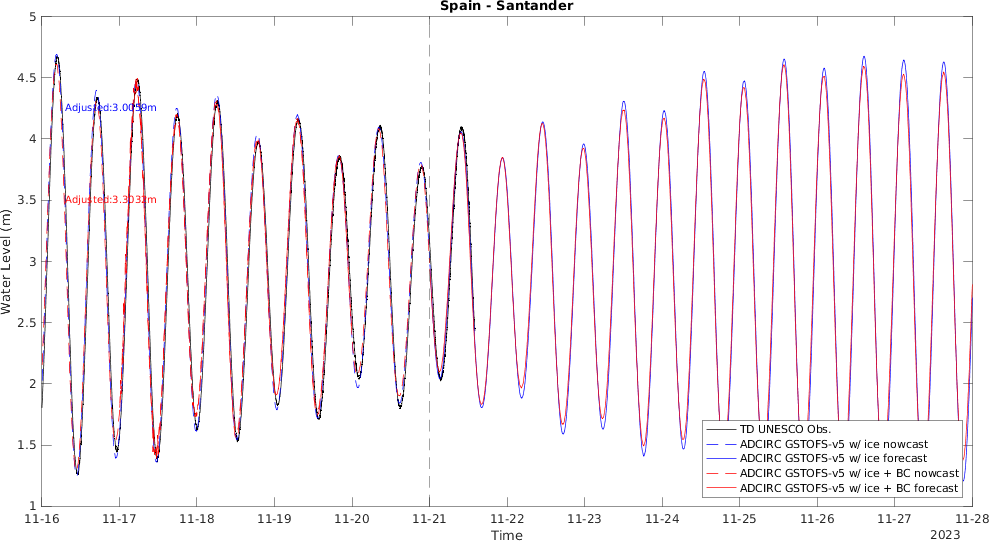 Spain - Santander
5
4.5
4
3.5
3
2.5
2
1.5
1
Water Level (m)
Adjusted:3.0059m
Adjusted:3.3032m
TD UNESCO Obs.
ADCIRC GSTOFS-v5 w/ ice nowcast
ADCIRC GSTOFS-v5 w/ ice forecast
ADCIRC GSTOFS-v5 w/ ice + BC nowcast
ADCIRC GSTOFS-v5 w/ ice + BC forecast
11-16 11-17 11-18 11-19 11-20 11-21 11-22 11-23 11-24 11-25 11-26 11-27 11-28
Time
2023